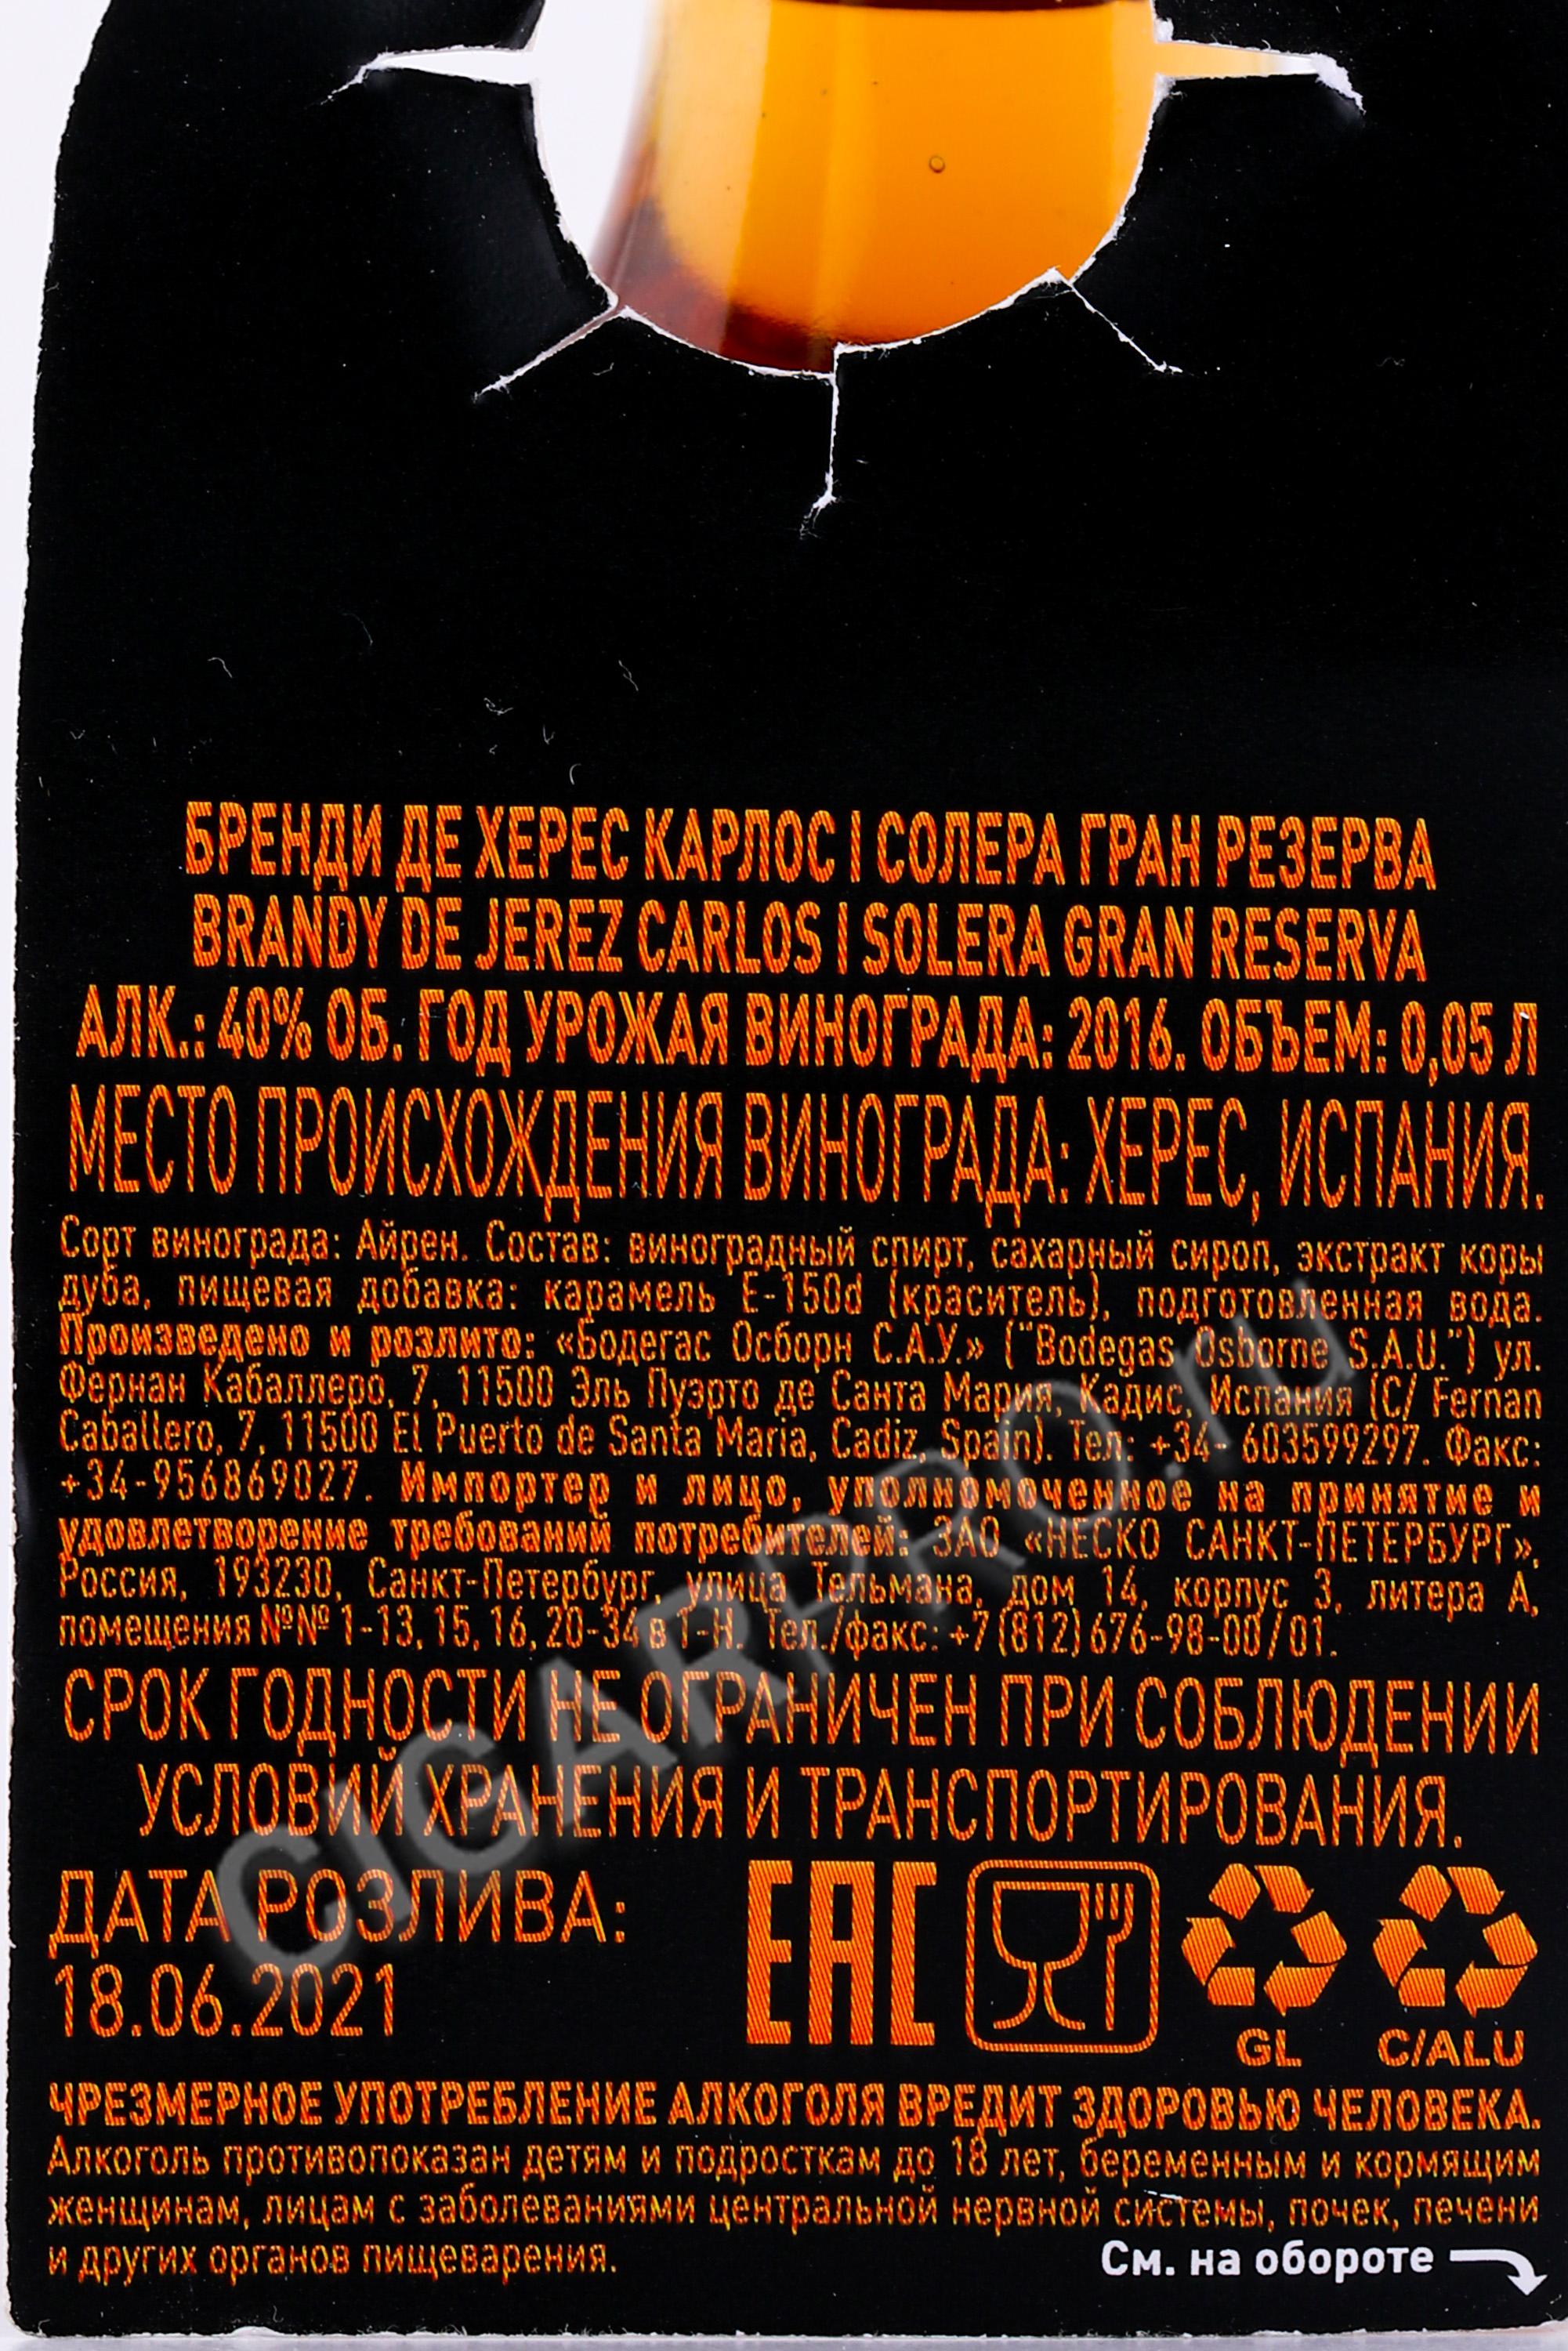 БРЕНДИ ДЕ ХЕРЕС КАРЛОС I СОЛЕРА ГРАН РЕЗЕРВА
BRANDY DE JEREZ CARLOS I SOLERA GRAN RESERVA
АЛК.: 40% ОБ. ГОД УРОЖАЯ ВИНОГРАДА: 2016. ОБЪЕМ: 0,05 Л
МЕСТО ПРОИСХОЖДЕНИЯ ВИНОГРАДА: ХЕРЕС, ИСПАНИЯ.
Сорт винограда: Айрен. Состав: виноградный спирт, сахарный сироп, экстракт коры
дуба, пищевая добавка: карамель Е-150d (краситель), подготовленная вода.
Произведено и розлито: «Бодегас Осборн С.А.У.» ("Bodegas Osborne S.A.U.") ул.
Фернан Кабаллеро, 7, 11500 Эль Пуэрто де Санта Мария, Кадис, Испания (C/ Fernan
Caballero, 7, 11500 El Puerto de Santa Maria, Cadiz, Spain). Тел: +34- 603599297. Факс:
+34-956869027. Импортер и лицо, уполномоченное на принятие и
удовлетворение требований потребителей: ЗАО «НЕСКО САНКТ-ПЕТЕРБУРГ»,
Россия, 193230, Санкт-Петербург, улица Тельмана, дом 14, корпус 3, литера А,
помещения №№ 1-13, 15, 16, 20-34 в 1-Н. Тел./факс: +7 (812) 676-98-00/01.
СРОК ГОДНОСТИ НЕ ОГРАНИЧЕН ПРИ СОБЛЮДЕНИИ
УСЛОВИЙ ХРАНЕНИЯ И ТРАНСПОРТИРОВАНИЯ.
ДАТА РОЗЛИВА:
18.06.2021
EAC
GL
C/ALU
ЧРЕЗМЕРНОЕ УПОТРЕБЛЕНИЕ АЛКОГОЛЯ ВРЕДИТ ЗДОРОВЬЮ ЧЕЛОВЕКА.
Алкоголь противопоказан детям и подросткам до 18 лет, беременным и кормящим
женщинам, лицам с заболеваниями центральной нервной системы, почек, печени
и других органов пищеварения.
См. на обороте
CIGARPRO.ru